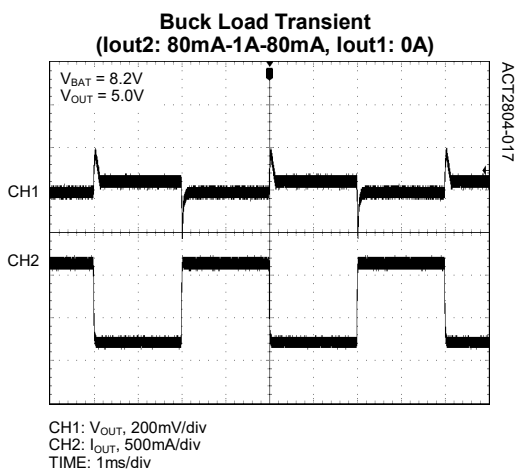 Buck Load Transient
(Iout2: 80mA-1A-80mA, Iout1: 0A)
VBAT = 8.2V
VOUT = 5.0V
ACT2804-017
CH1
CH2
CH1: VOUT, 200mV/div
CH2: IOUT, 500mA/div
TIME: 1ms/div